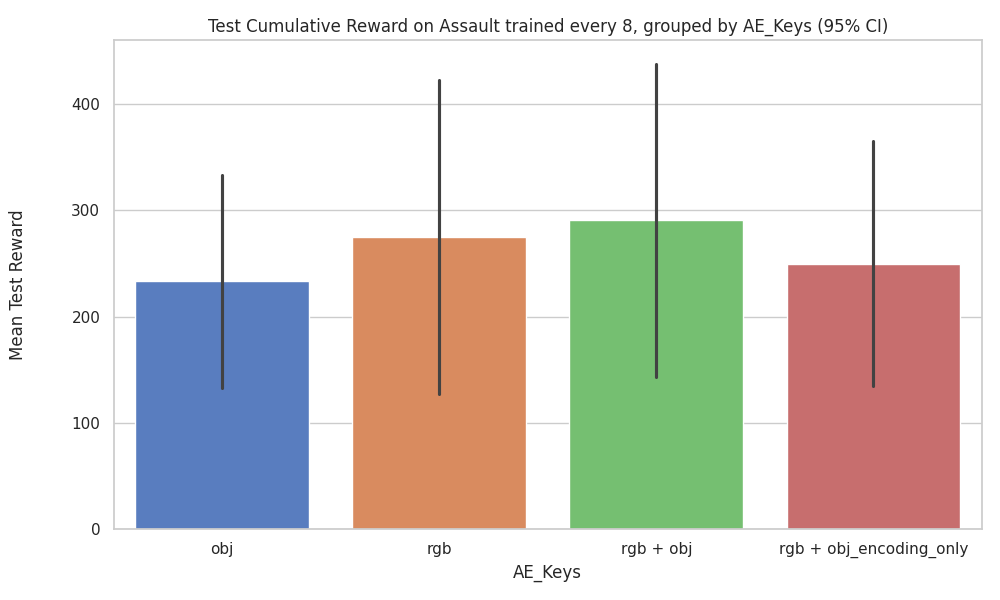 Test Cumulative Reward on Assault trained every 8, grouped by AE_Keys (95% CI)
Mean Test Reward
400
300
200
100
0
obj
rgb
rgb + obj
rgb + obj_encoding_only
AE_Keys